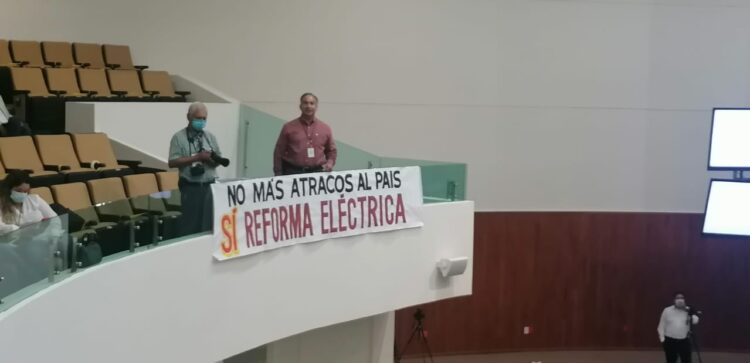 NO MÁS ATRACOS AL PAIS
SÍ REFORMA ELÉCTRICA